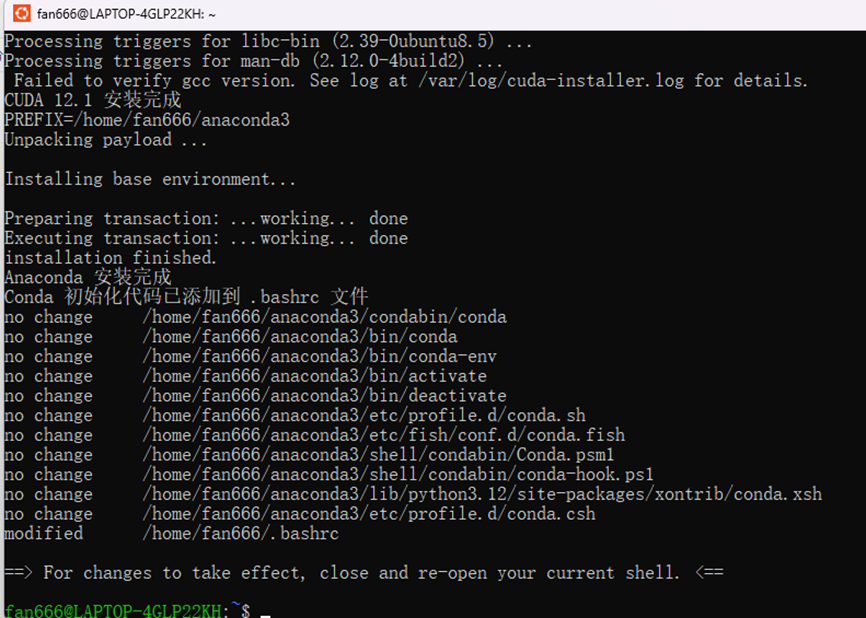 fan666@LAPTOP-4GLP22KH: ~
Processing triggers for libc-bin (2.39-0ubuntu8.5) ...
Processing triggers for man-db (2.12.0-4build2) ...
 Failed to verify gcc version. See log at /var/log/cuda-installer.log for details.
CUDA 12.1 安装完成
PREFIX=/home/fan666/anaconda3
Unpacking payload ...
Installing base environment...
Preparing transaction: ...working... done
Executing transaction: ...working... done
installation finished.
Anaconda 安装完成
Conda 初始化代码已添加到 .bashrc 文件
no change     /home/fan666/anaconda3/condabin/conda
no change     /home/fan666/anaconda3/bin/conda
no change     /home/fan666/anaconda3/bin/conda-env
no change     /home/fan666/anaconda3/bin/activate
no change     /home/fan666/anaconda3/bin/deactivate
no change     /home/fan666/anaconda3/etc/profile.d/conda.sh
no change     /home/fan666/anaconda3/etc/fish/conf.d/conda.fish
no change     /home/fan666/anaconda3/shell/condabin/Conda.psm1
no change     /home/fan666/anaconda3/shell/condabin/conda-hook.ps1
no change     /home/fan666/anaconda3/lib/python3.12/site-packages/xontrib/conda.xsh
no change     /home/fan666/anaconda3/etc/profile.d/conda.csh
modified      /home/fan666/.bashrc
==> For changes to take effect, close and re-open your current shell. <==
fan666@LAPTOP-4GLP22KH:~$ _